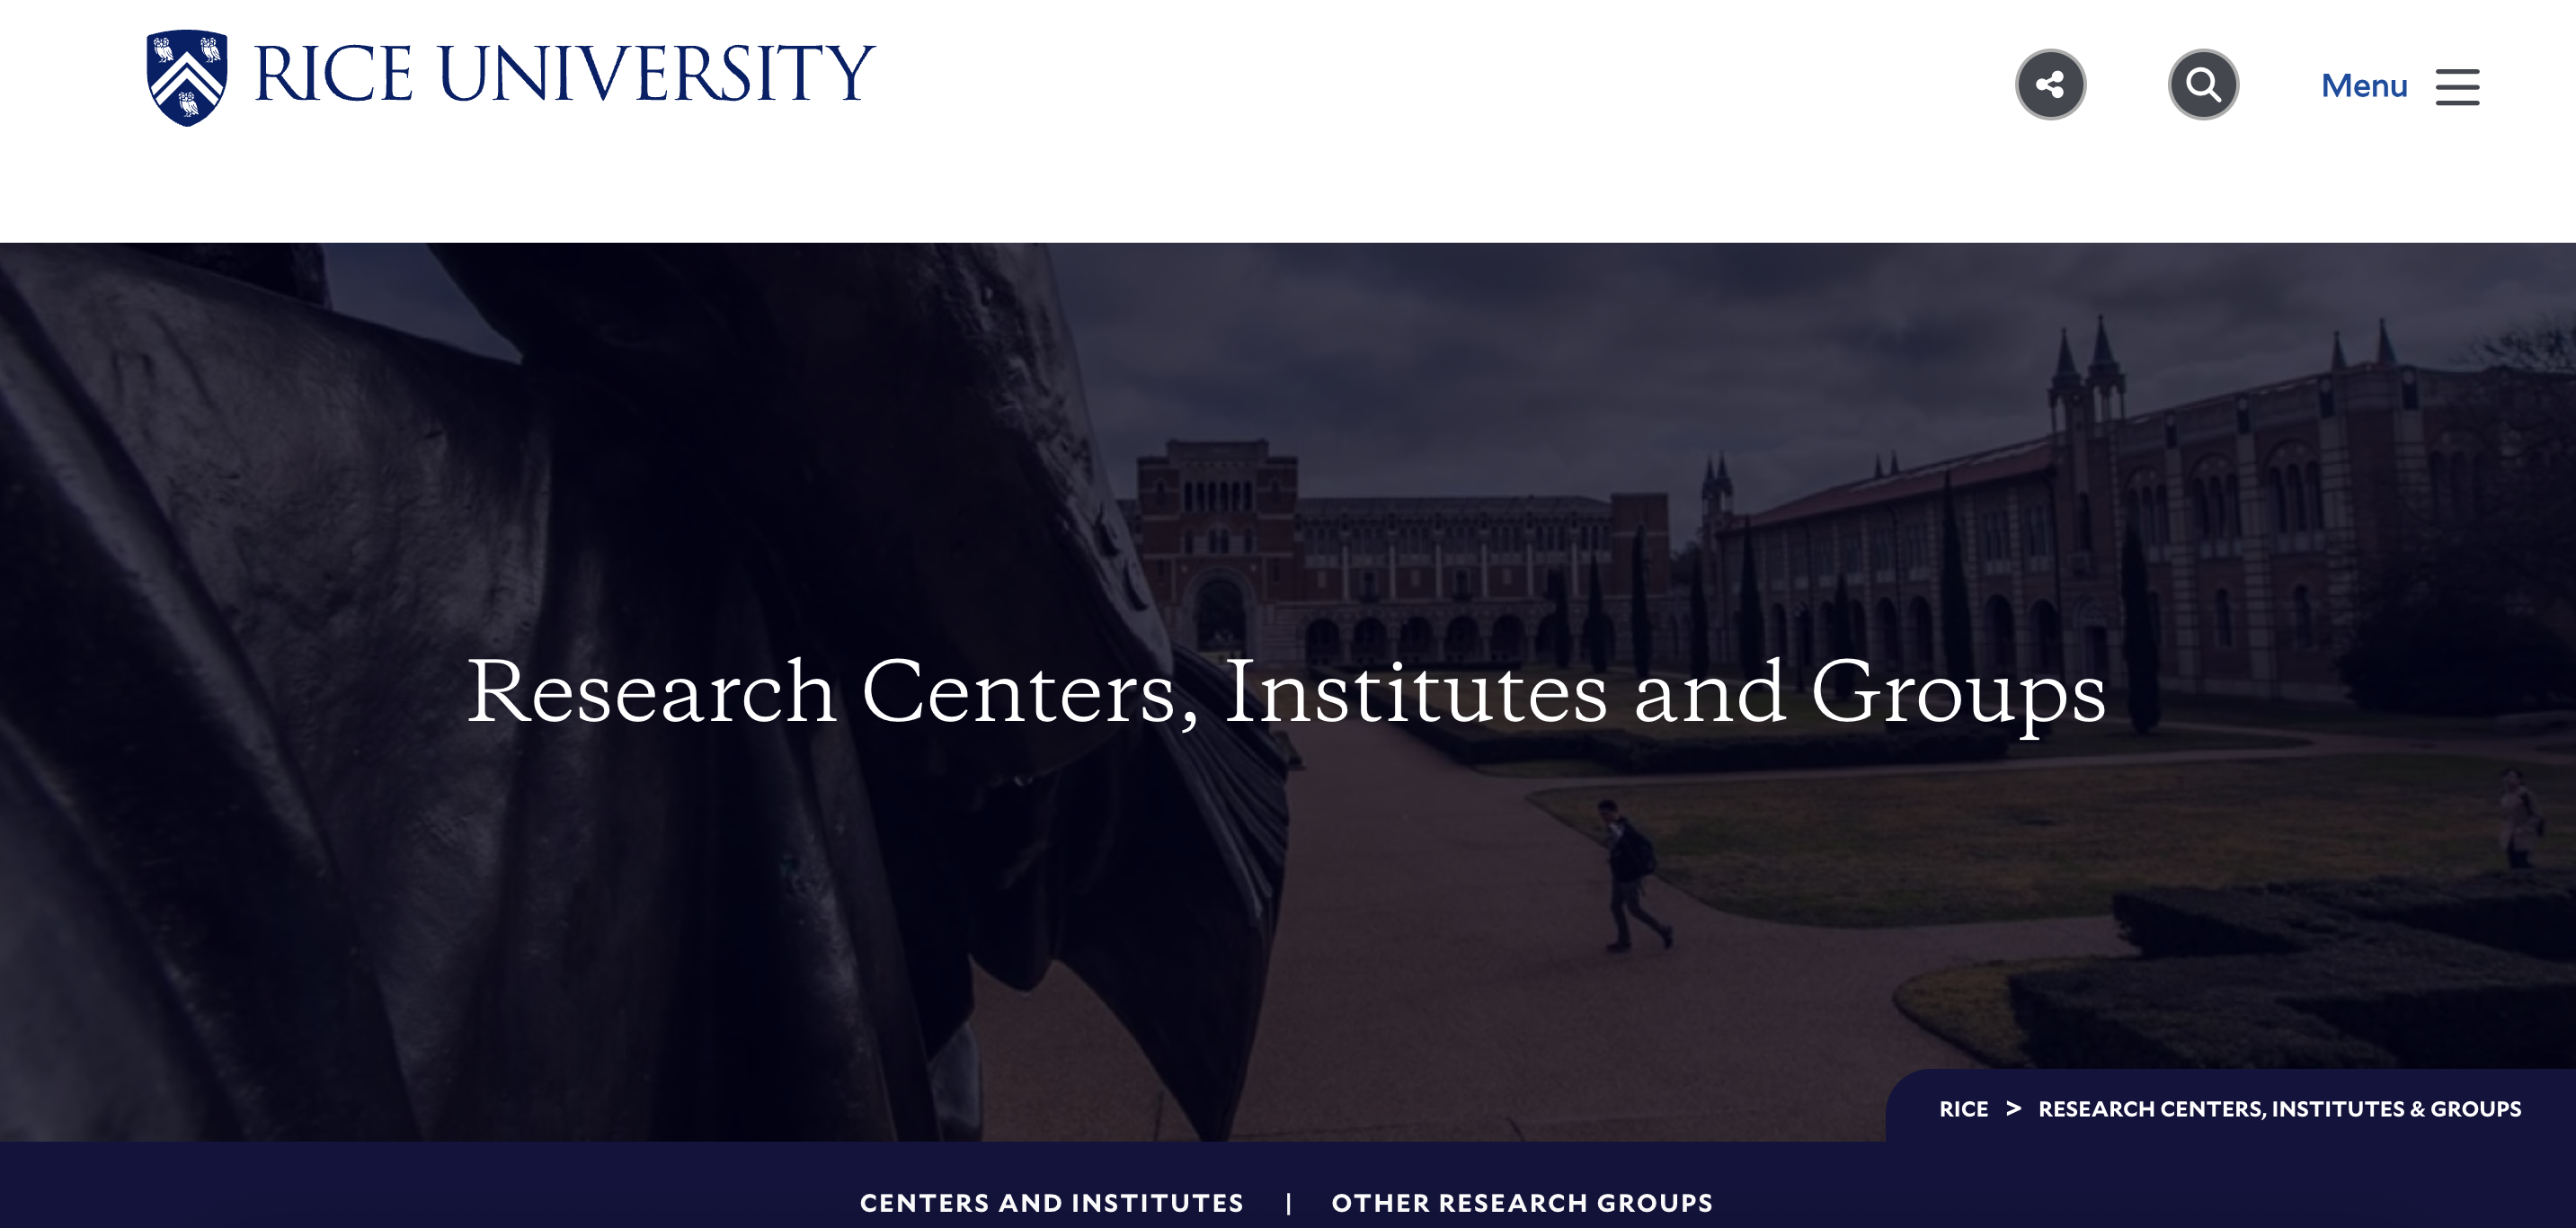 RICE UNIVERSITY
Menu
Research Centers, Institutes and Groups
RICE > RESEARCH CENTERS, INSTITUTES & GROUPS
CENTERS AND INSTITUTES | OTHER RESEARCH GROUPS